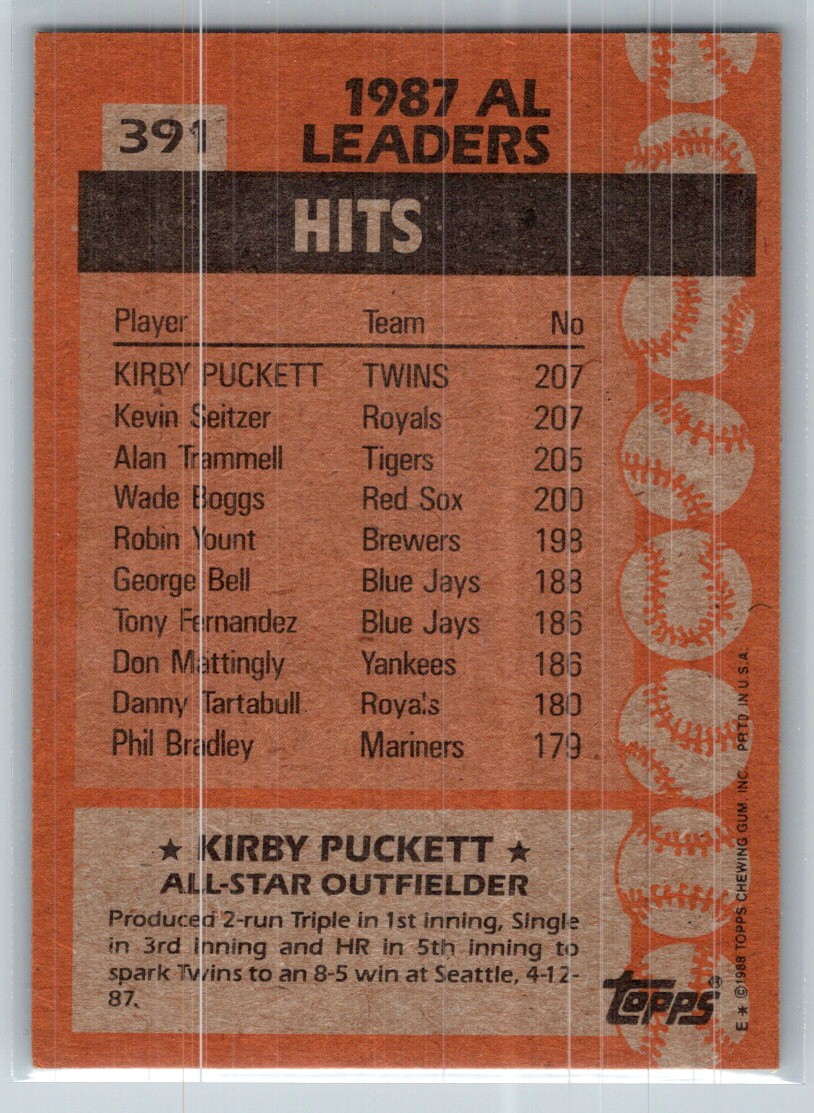 391
1987 AL
LEADERS
HITS
Player Team No
KIRBY PUCKETT TWINS 207
Kevin Seitzer Royals 207
Alan Trammell Tigers 205
Wade Boggs Red Sox 200
Robin Yount Brewers 198
George Bell Blue Jays 188
Tony Fernandez Blue Jays 186
Don Mattingly Yankees 186
Danny Tartabull Royals 180
Phil Bradley Mariners 179
★ KIRBY PUCKETT ★
ALL-STAR OUTFIELDER
Produced 2-run Triple in 1st inning, Single
in 3rd inning and HR in 5th inning to
spark Twins to an 8-5 win at Seattle, 4-12-
87.
topps®
E ★ ©1988 TOPPS CHEWING GUM, INC. PRTD. IN U.S.A.